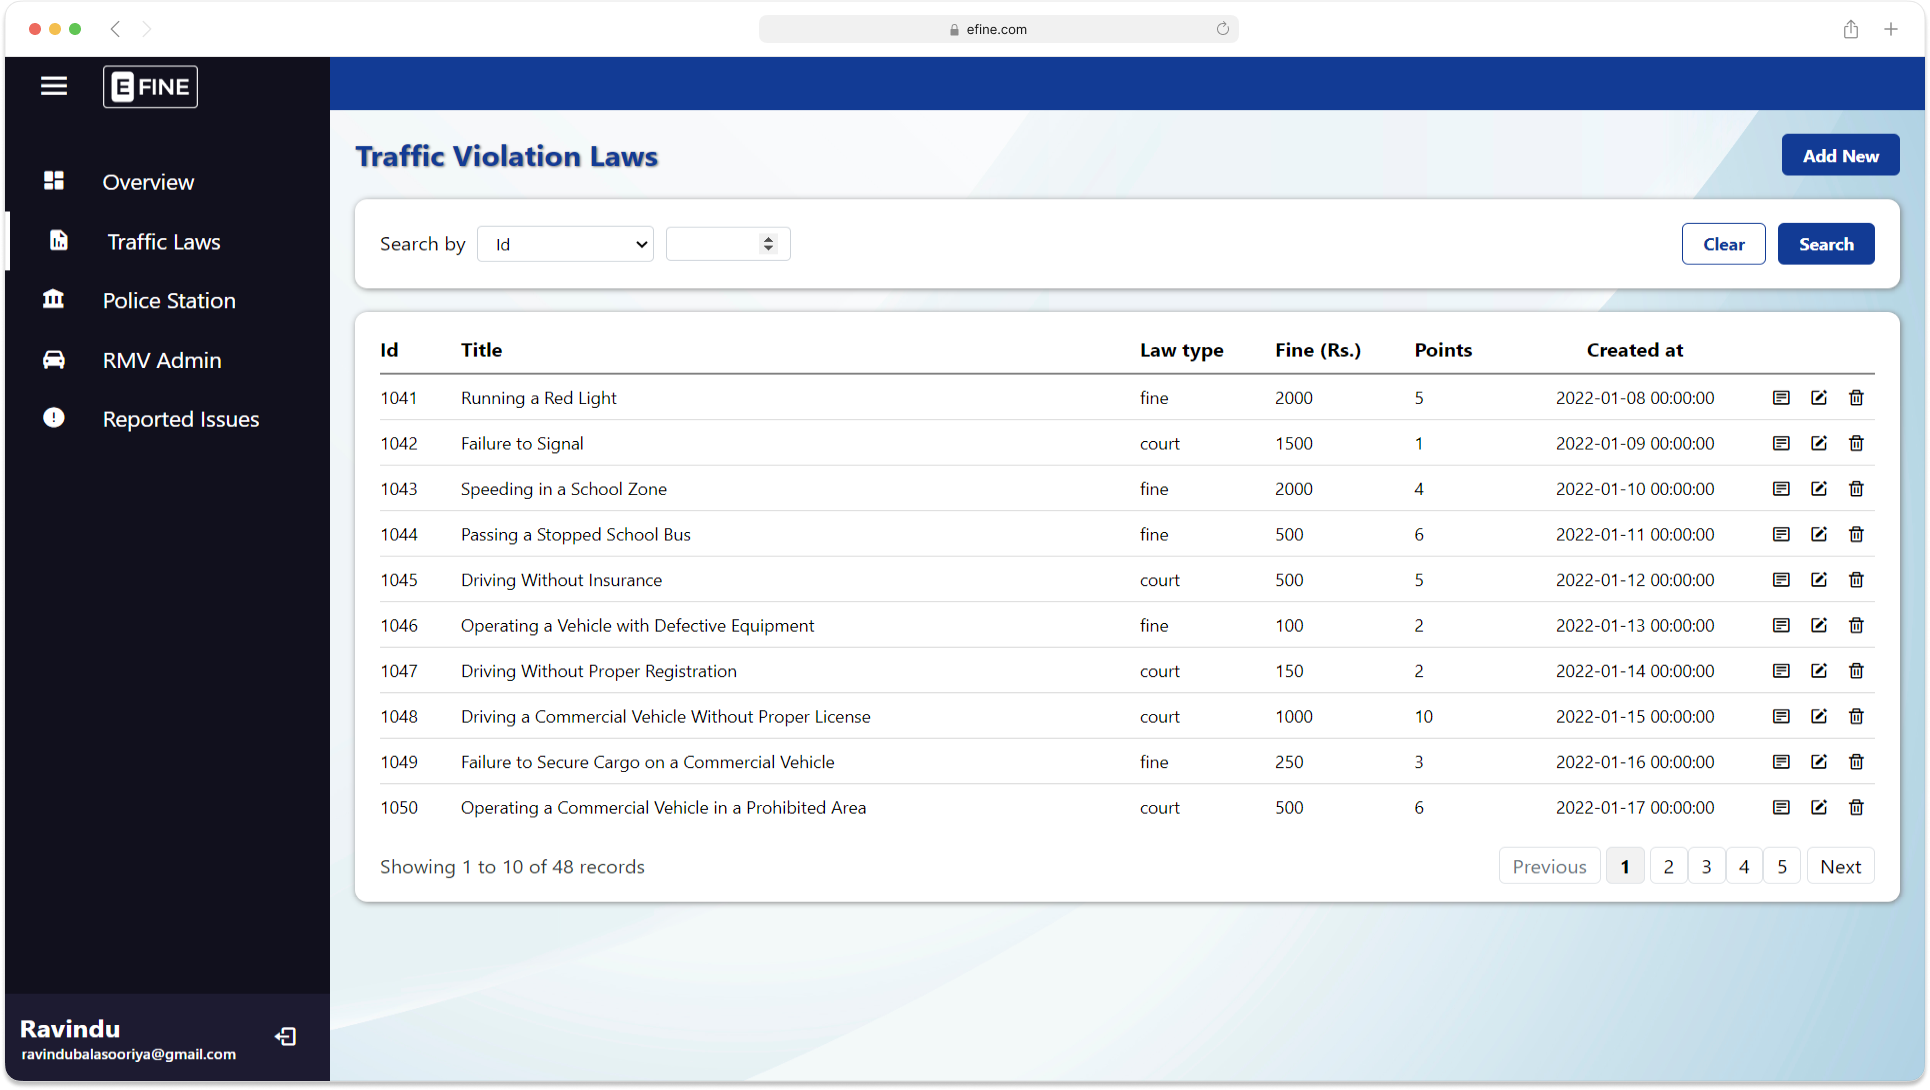 efine.com
E FINE
Overview
Traffic Laws
Police Station
RMV Admin
Reported Issues
Ravindu
ravindubalasooriya@gmail.com
Traffic Violation Laws
Add New
Search by Id
Clear Search
Id Title Law type Fine (Rs.) Points Created at
1041 Running a Red Light fine 2000 5 2022-01-08 00:00:00
1042 Failure to Signal court 1500 1 2022-01-09 00:00:00
1043 Speeding in a School Zone fine 2000 4 2022-01-10 00:00:00
1044 Passing a Stopped School Bus fine 500 6 2022-01-11 00:00:00
1045 Driving Without Insurance court 500 5 2022-01-12 00:00:00
1046 Operating a Vehicle with Defective Equipment fine 100 2 2022-01-13 00:00:00
1047 Driving Without Proper Registration court 150 2 2022-01-14 00:00:00
1048 Driving a Commercial Vehicle Without Proper License court 1000 10 2022-01-15 00:00:00
1049 Failure to Secure Cargo on a Commercial Vehicle fine 250 3 2022-01-16 00:00:00
1050 Operating a Commercial Vehicle in a Prohibited Area court 500 6 2022-01-17 00:00:00
Showing 1 to 10 of 48 records
Previous 1 2 3 4 5 Next